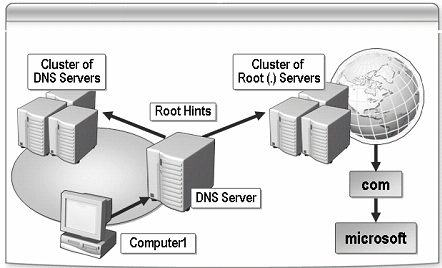 Cluster of
DNS Servers
Root Hints
Cluster of
Root (.) Servers
DNS Server
Computer1
com
microsoft